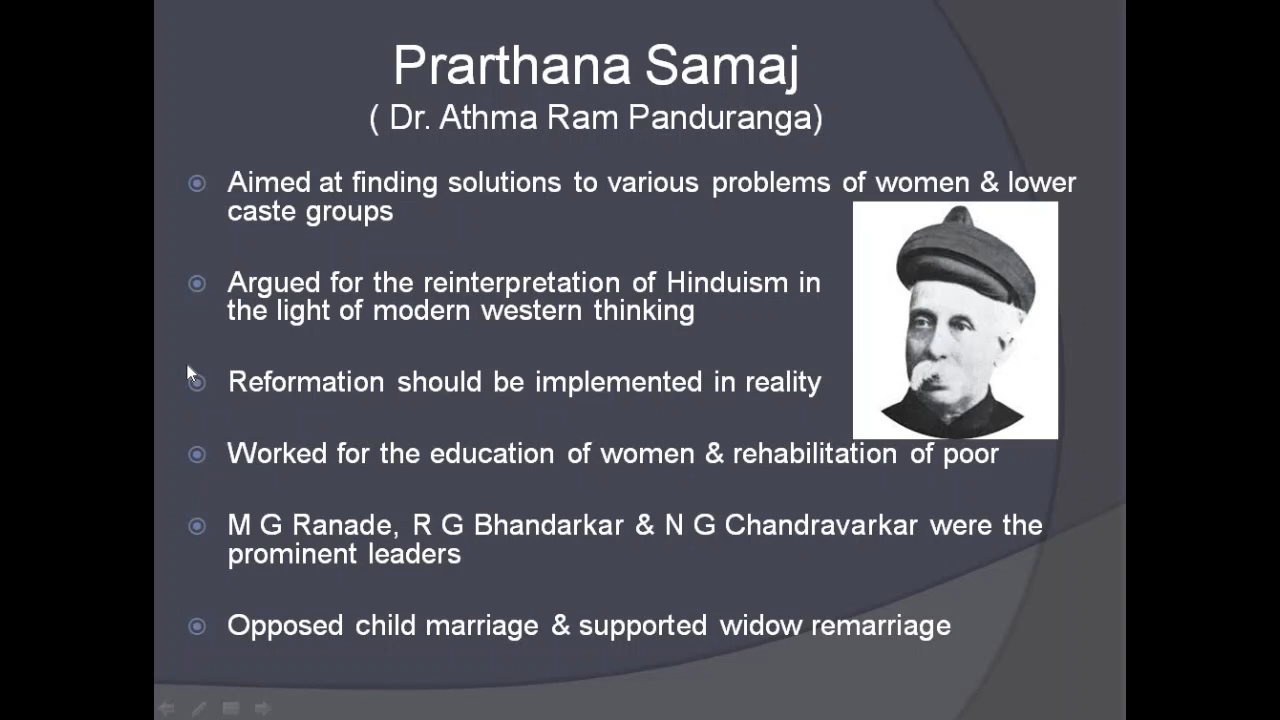 Prarthana Samaj
( Dr. Athma Ram Panduranga)
Aimed at finding solutions to various problems of women & lower
caste groups
Argued for the reinterpretation of Hinduism in
the light of modern western thinking
Reformation should be implemented in reality
Worked for the education of women & rehabilitation of poor
M G Ranade, R G Bhandarkar & N G Chandravarkar were the
prominent leaders
Opposed child marriage & supported widow remarriage